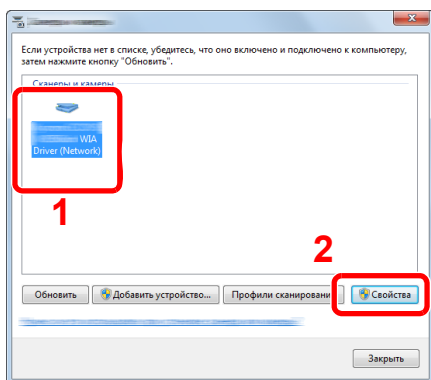 Если устройства нет в списке, убедитесь, что оно включено и подключено к компьютеру,
затем нажмите кнопку "Обновить".
Сканеры и камеры
WIA
Driver (Network)
1
2
Обновить
Добавить устройство...
Профили сканировани
Свойства
Закрыть